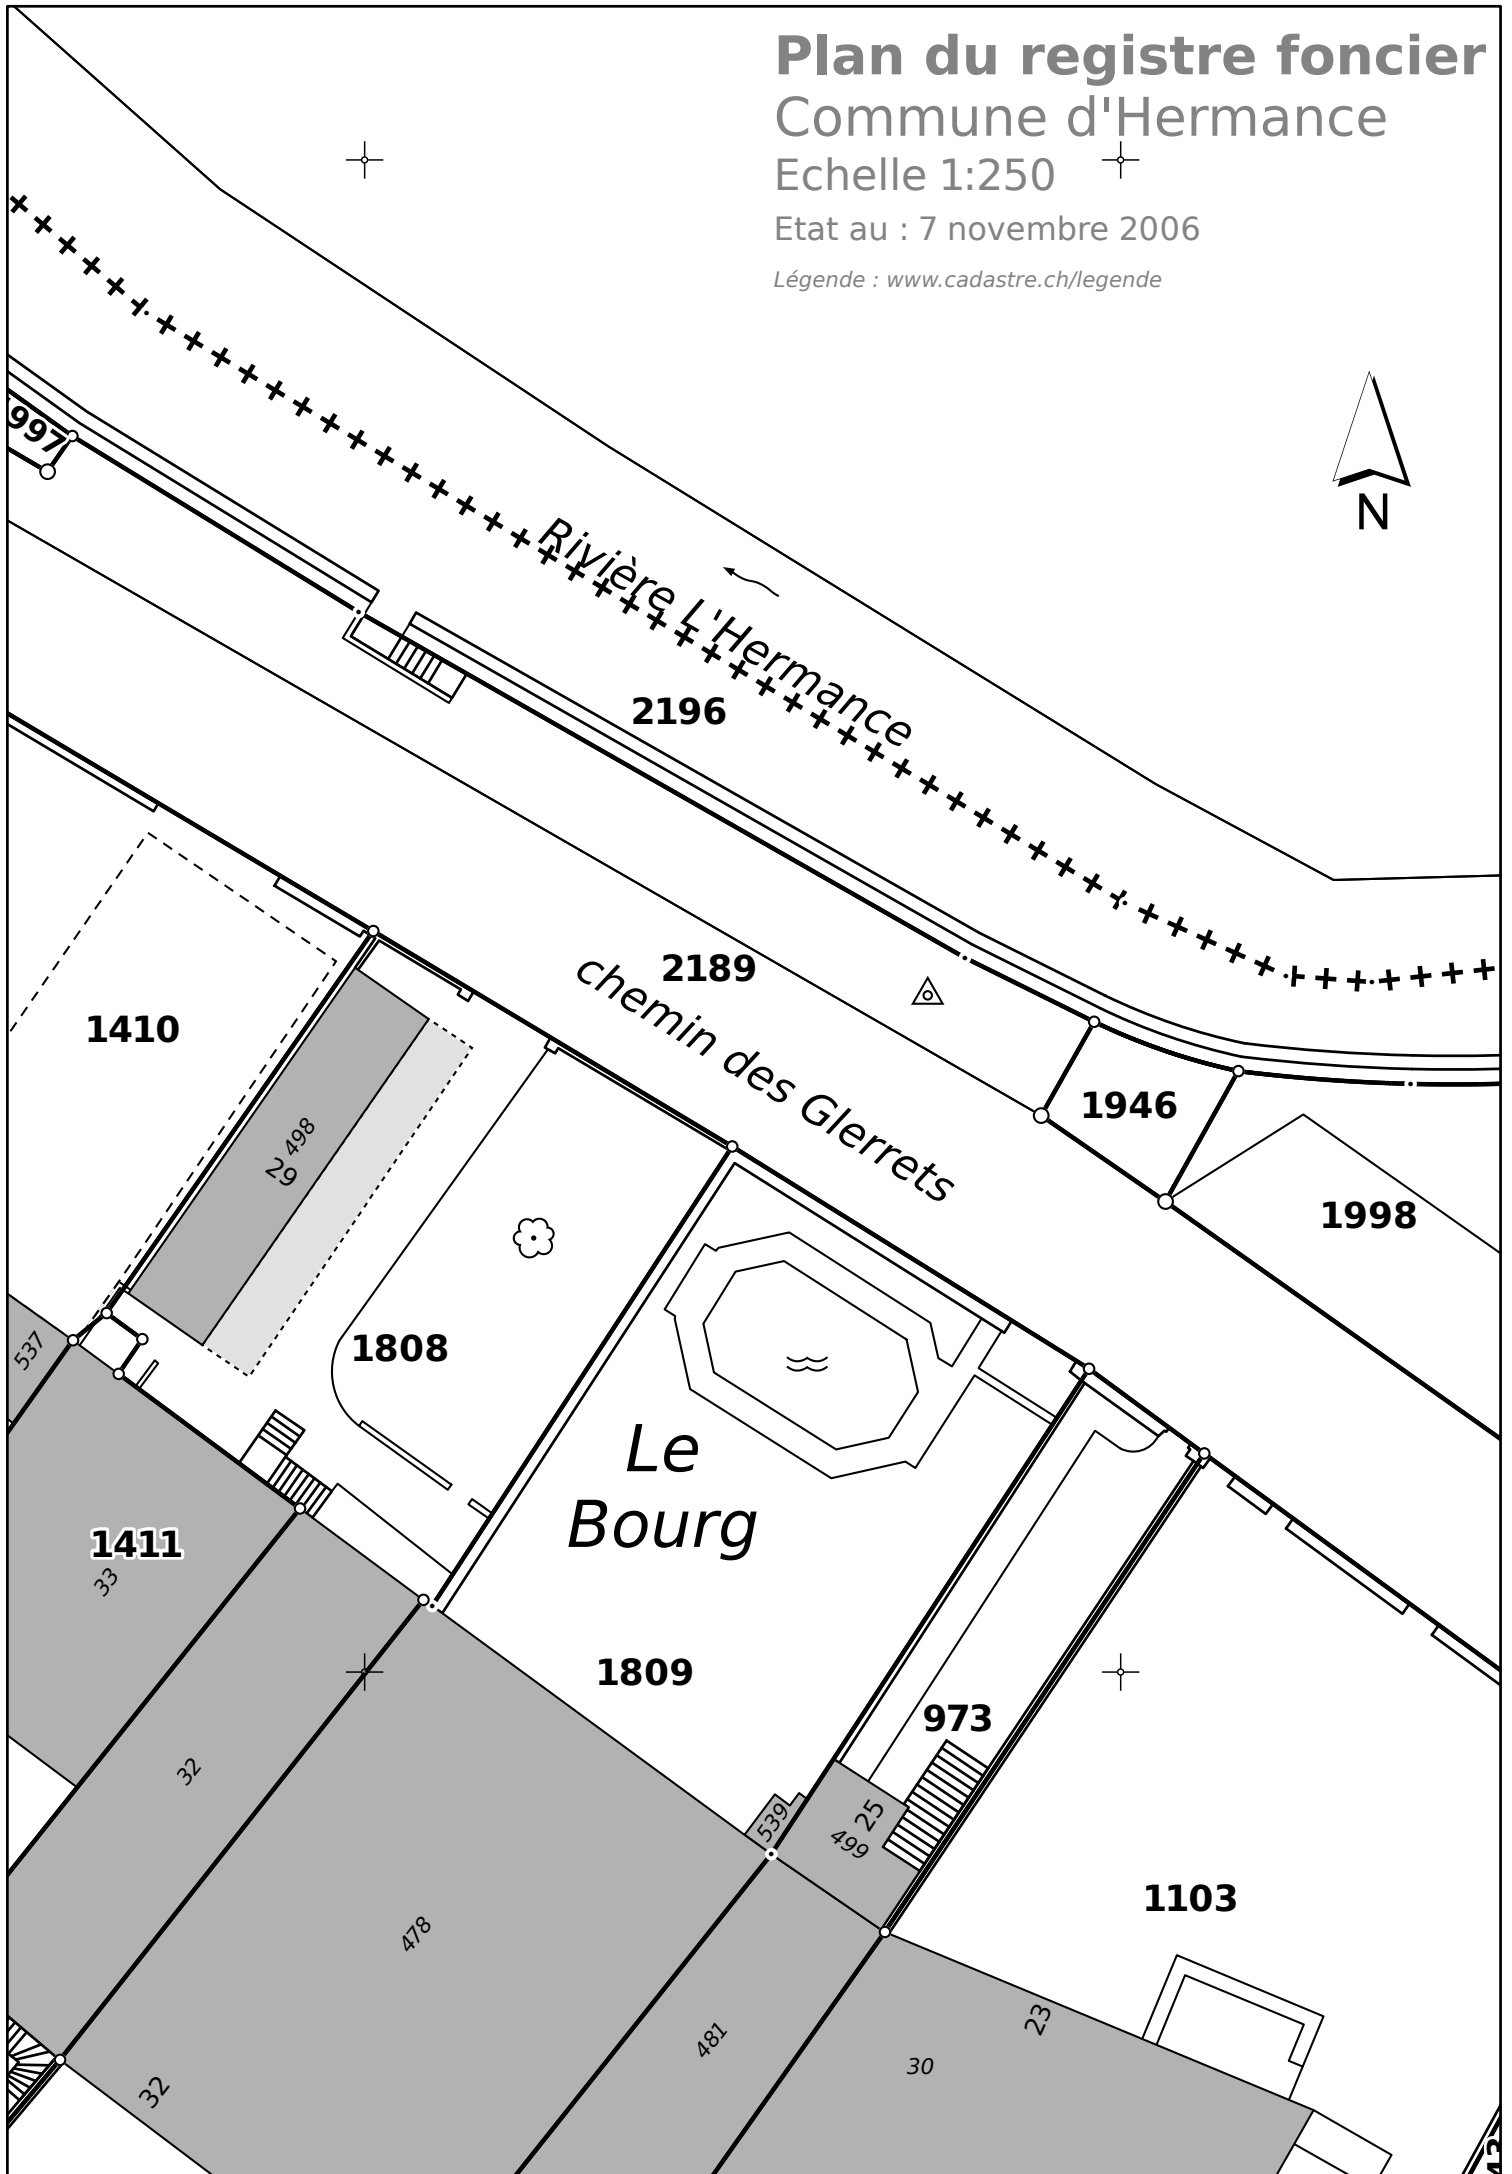 Plan du registre foncier
Commune d'Hermance
Echelle 1:250
Etat au : 7 novembre 2006
Légende : www.cadastre.ch/legende
N
997
Rivière L'Hermance
2196
2189
chemin des Glerrets
1410
1946
1998
498
29
1808
537
Le
Bourg
1411
33
1809
973
32
25
499
539
1103
478
23
481
30
32